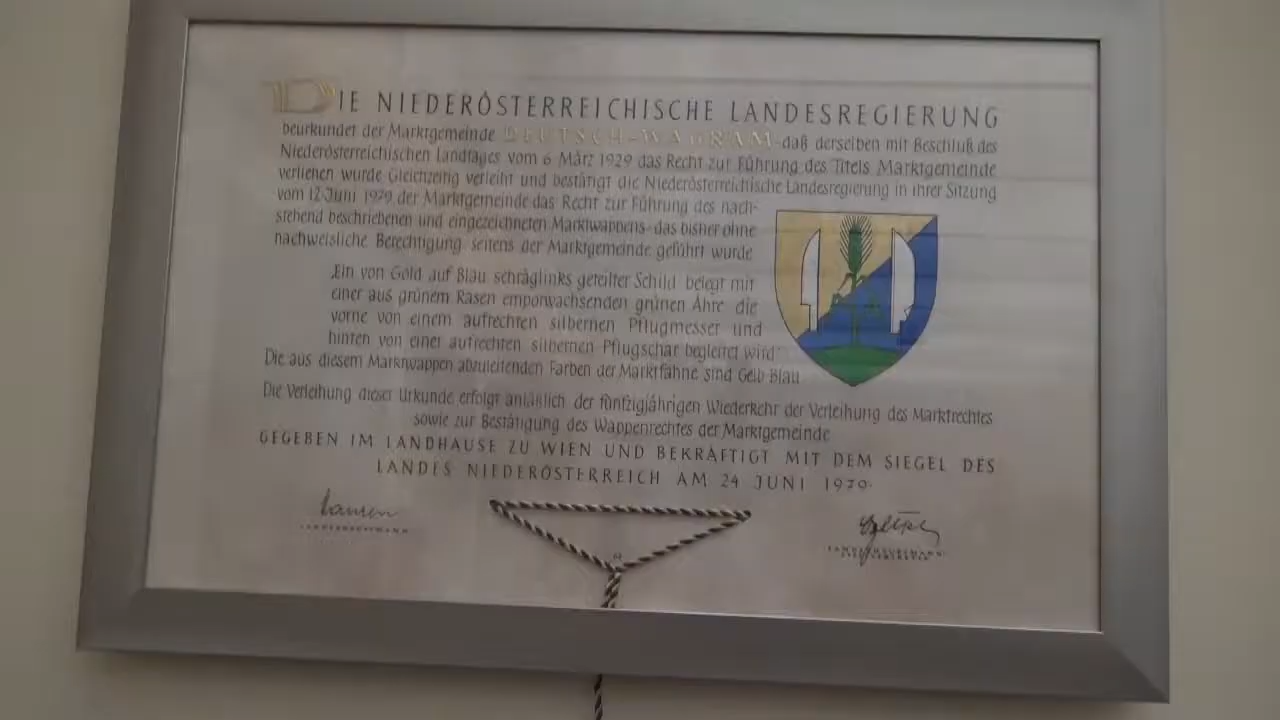 DIE NIEDERÖSTERREICHISCHE LANDESREGIERUNG
beurkundet der Marktgemeinde DEUTSCH-WAGRAM daß derselben mit Beschluß des
Niederösterreichischen Landtages vom 6 März 1929 das Recht zur Führung des Titels Marktgemeinde
verliehen wurde Gleichzeitig verleiht und bestätigt die Niederösterreichische Landesregierung in ihrer Sitzung
vom 12 Juni 1979 der Marktgemeinde das Recht zur Führung des nach-
stehend beschriebenen und eingezeichneten Marktwappens - das bisher ohne
nachweisliche Berechtigung seitens der Marktgemeinde geführt wurde
Ein von Gold auf Blau schräglinks geteilter Schild belegt mit
einer aus grünem Rasen emporwachsenden grünen Ähre die
vorne von einem aufrechten silbernen Pflugmesser und
hinten von einer aufrechten silbernen Pflugschar begleitet wird
Die aus diesem Marktwappen abzuleitenden Farben der Marktfahne sind Gelb Blau
Die Verleihung dieser Urkunde erfolgt anläßlich der fünfzigjährigen Wiederkehr der Verleihung des Marktrechtes
sowie zur Bestätigung des Wappenrechtes der Marktgemeinde
GEGEBEN IM LANDHAUSE ZU WIEN UND BEKRÄFTIGT MIT DEM SIEGEL DES
LANDES NIEDERÖSTERREICH AM 24 JUNI 1979
LANDESHAUPTMANN
LANDESHAUPTMANN